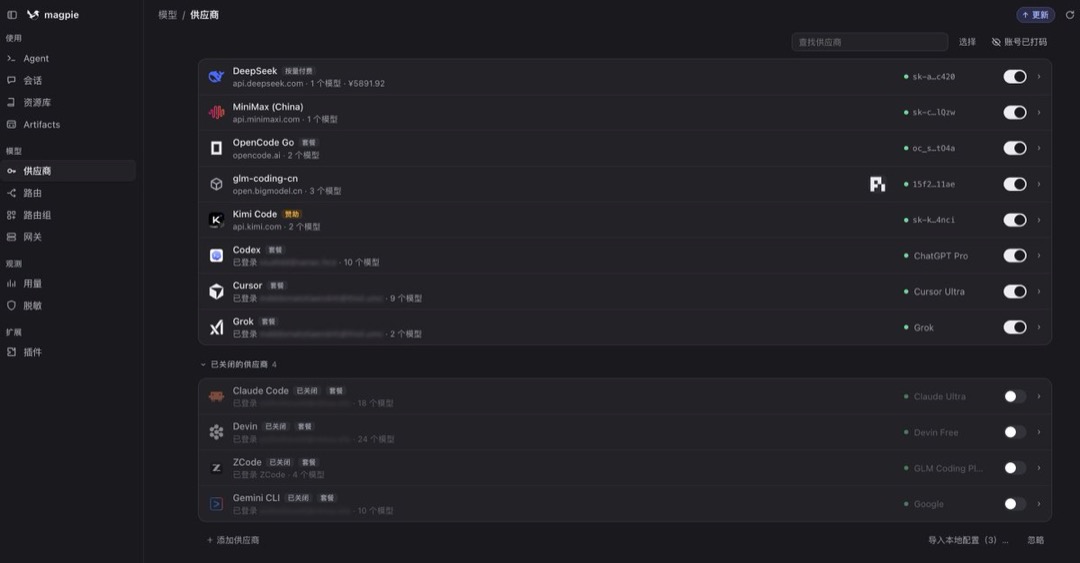 magpie
使用
Agent
会话
资源库
Artifacts
模型
供应商
路由
路由组
网关
观测
用量
脱敏
扩展
插件
模型 / 供应商
↑ 更新
查找供应商
选择
账号已打码
DeepSeek 按量付费
api.deepseek.com · 1 个模型 · ¥5891.92
sk-a…c420
MiniMax (China)
api.minimaxi.com · 1 个模型
sk-c…lQzw
OpenCode Go 套餐
opencode.ai · 2 个模型
oc_s…tO4a
glm-coding-cn
open.bigmodel.cn · 3 个模型
15f2…11ae
Kimi Code 赞助
api.kimi.com · 2 个模型
sk-k…4nci
Codex 套餐
已登录 · 10 个模型
ChatGPT Pro
Cursor 套餐
已登录 · 9 个模型
Cursor Ultra
Grok 套餐
已登录 · 2 个模型
Grok
已关闭的供应商 4
Claude Code 已关闭 套餐
已登录 · 18 个模型
Claude Ultra
Devin 已关闭 套餐
已登录 · 24 个模型
Devin Free
ZCode 已关闭 套餐
已登录 ZCode · 4 个模型
GLM Coding Pl…
Gemini CLI 已关闭 套餐
已登录 · 10 个模型
Google
+ 添加供应商
导入本地配置（3）…
忽略